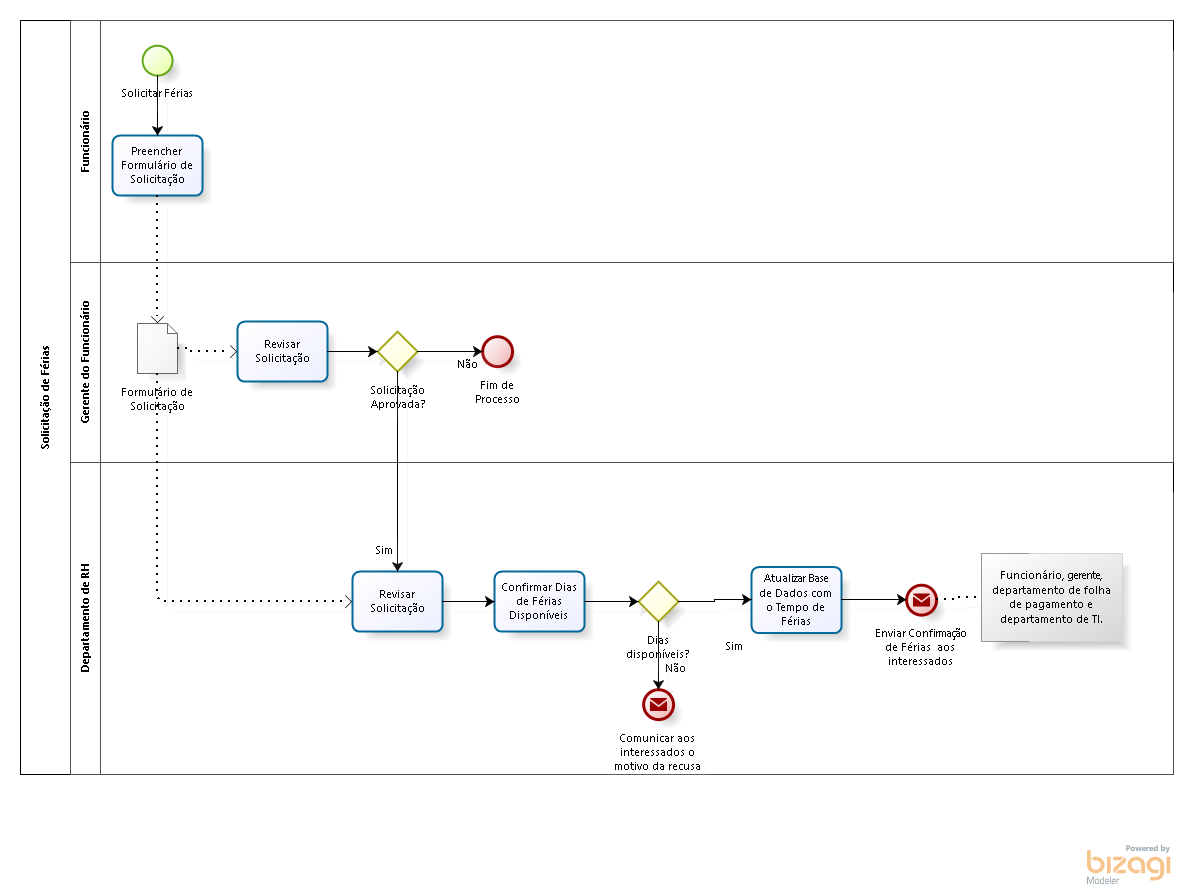 Solicitação de Férias
Funcionário
Solicitar Férias
Preencher
Formulário de
Solicitação
Gerente do Funcionário
Formulário de
Solicitação
Revisar
Solicitação
Solicitação
Aprovada?
Não
Fim de
Processo
Sim
Departamento de RH
Revisar
Solicitação
Confirmar Dias
de Férias
Disponíveis
Dias
disponíveis?
Não
Sim
Comunicar aos
interessados o
motivo da recusa
Atualizar Base
de Dados com
o Tempo de
Férias
Enviar Confirmação
de Férias aos
interessados
Funcionário, gerente,
departamento de folha
de pagamento e
departamento de TI.
Powered by
bizagi
Modeler